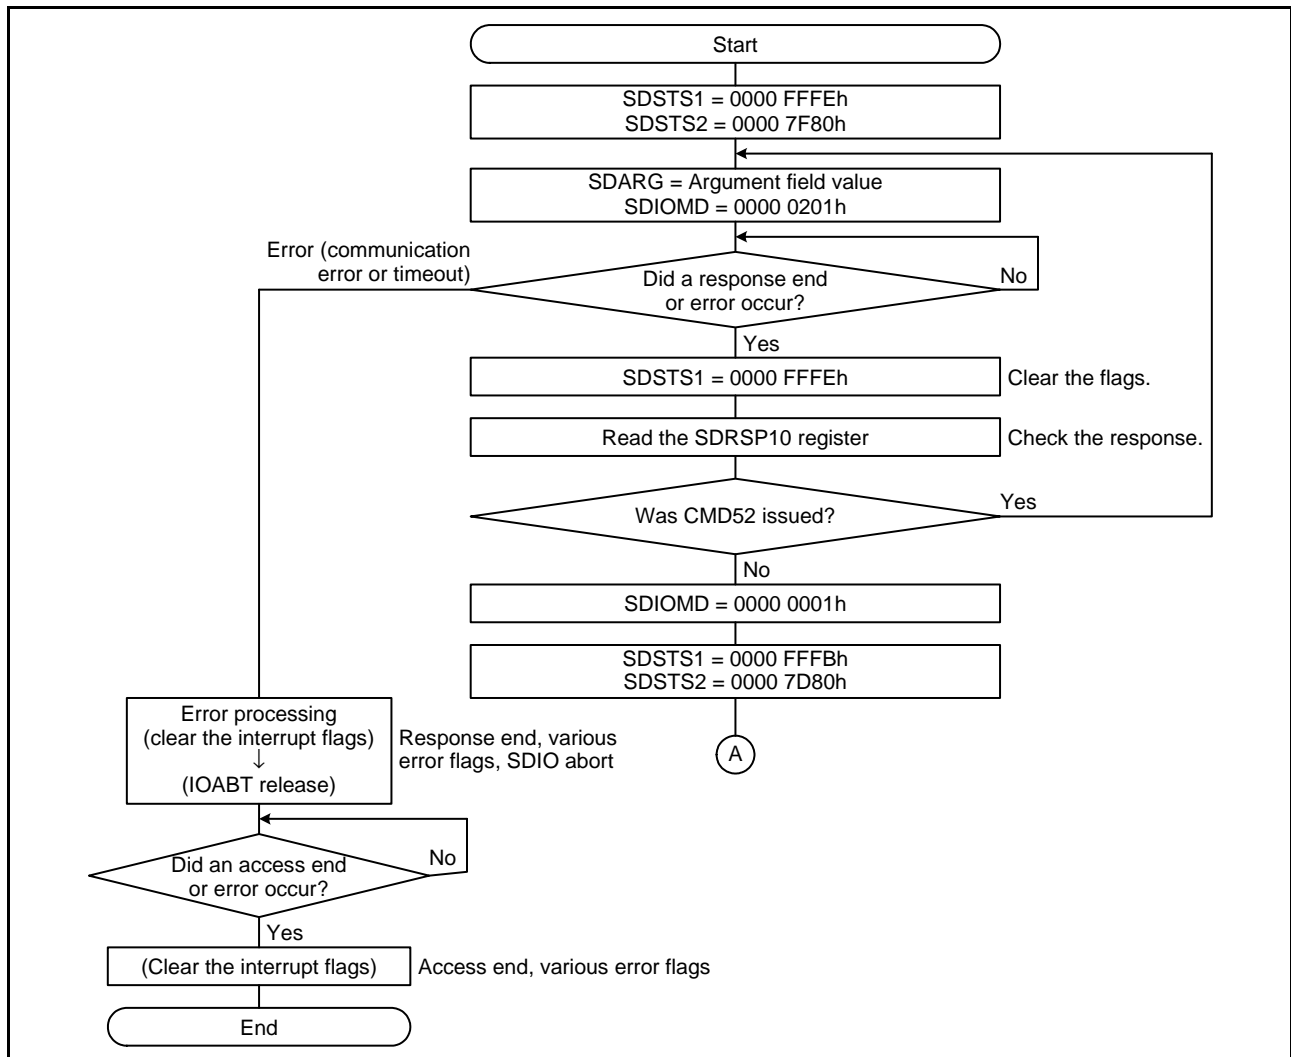 Start
SDSTS1 = 0000 FFFEh
SDSTS2 = 0000 7F80h
SDARG = Argument field value
SDIOMD = 0000 0201h
Error (communication
error or timeout)
Did a response end
or error occur?
No
Yes
SDSTS1 = 0000 FFFEh
Clear the flags.
Read the SDRSP10 register
Check the response.
Was CMD52 issued?
Yes
No
SDIOMD = 0000 0001h
SDSTS1 = 0000 FFFBh
SDSTS2 = 0000 7D80h
A
Error processing
(clear the interrupt flags)
↓
(IOABT release)
Response end, various
error flags, SDIO abort
Did an access end
or error occur?
No
Yes
(Clear the interrupt flags)
Access end, various error flags
End